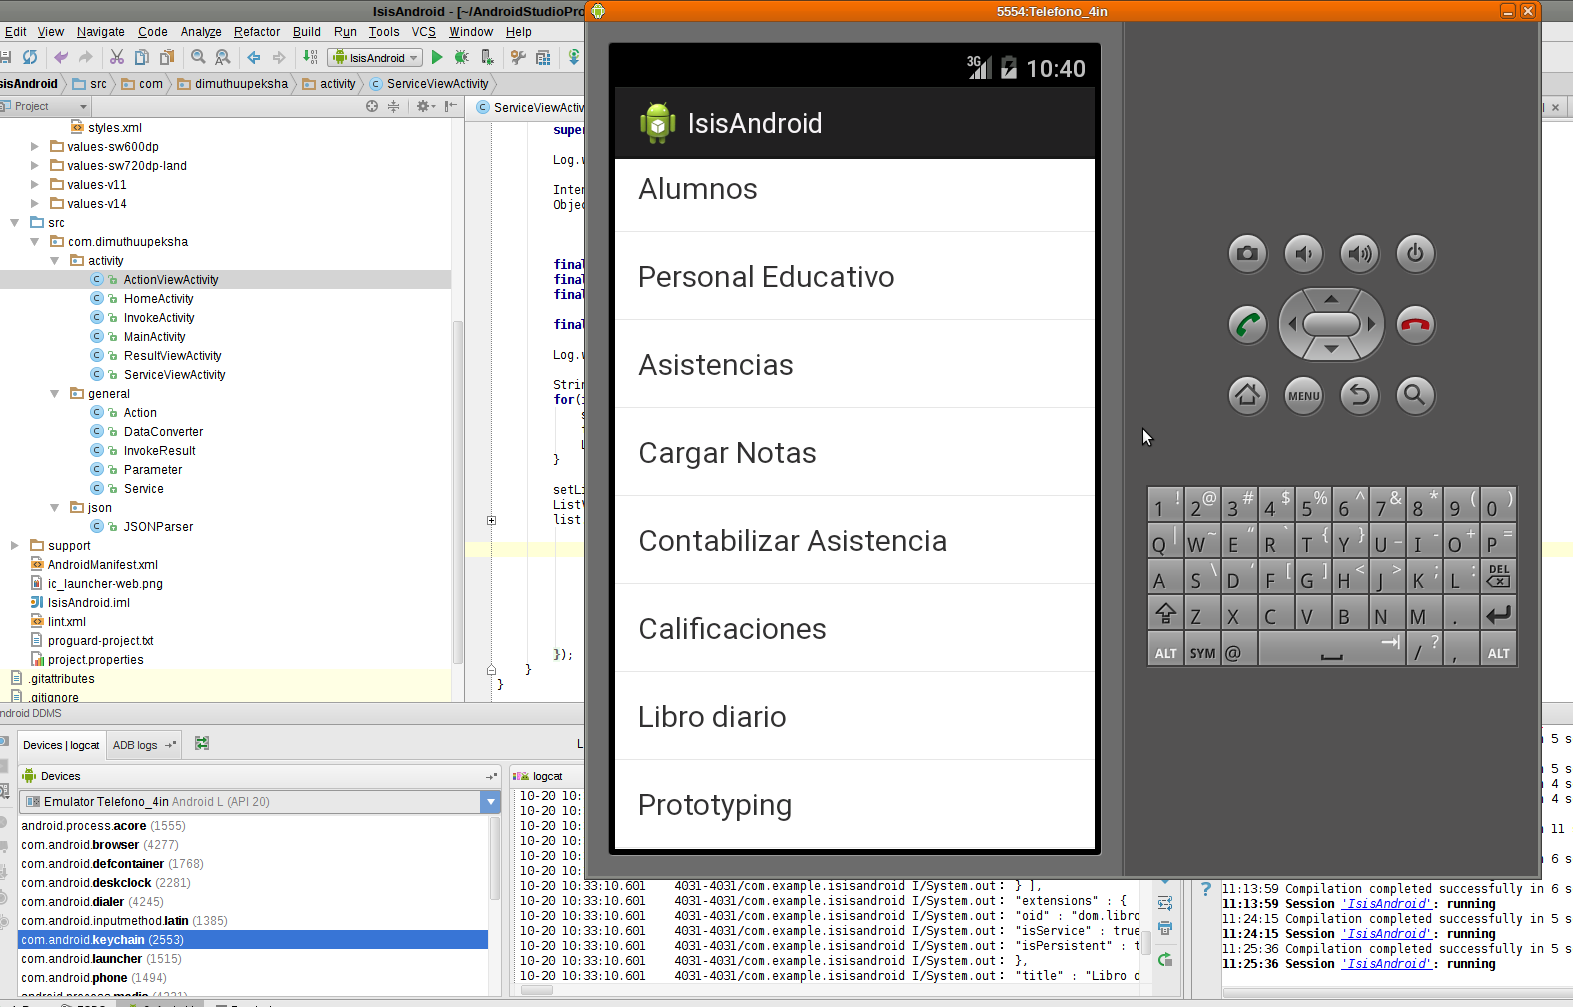 IsisAndroid - [~/AndroidStudioPro
5554:Telefono_4in
Edit View Navigate Code Analyze Refactor Build Run Tools VCS Window Help
IsisAndroid
sisAndroid src com dimuthuupeksha activity ServiceViewActivity
Project
ServiceViewActiv
styles.xml
values-sw600dp
values-sw720dp-land
values-v11
values-v14
src
com.dimuthuupeksha
activity
ActionViewActivity
HomeActivity
InvokeActivity
MainActivity
ResultViewActivity
ServiceViewActivity
general
Action
DataConverter
InvokeResult
Parameter
Service
json
JSONParser
support
AndroidManifest.xml
ic_launcher-web.png
IsisAndroid.iml
lint.xml
proguard-project.txt
project.properties
.gitattributes
.gitignore
supe
Log.
Inten
Objec
final
final
final
final
Log.
Strin
for(
}
setLi
ListV
list
});
}
}
3G 10:40
IsisAndroid
Alumnos
Personal Educativo
Asistencias
Cargar Notas
Contabilizar Asistencia
Calificaciones
Libro diario
Prototyping
MENU
1 ! 2 @ 3 # 4 $ 5 % 6 ^ 7 & 8 * 9 ( 0 )
Q | W ~ E " R ` T { Y } U _ I - O + P =
A S \ D ' F [ G ] H < J > K ; L : DEL
Z X C V B N M .
ALT SYM @ / ? , ALT
ndroid DDMS
Devices | logcat ADB logs
Devices
Emulator Telefono_4in Android L (API 20)
android.process.acore (1555)
com.android.browser (4277)
com.android.defcontainer (1768)
com.android.deskclock (2281)
com.android.dialer (4245)
com.android.inputmethod.latin (1385)
com.android.keychain (2553)
com.android.launcher (1515)
com.android.phone (1494)
logcat
10-20 10:
10-20 10:
10-20 10:
10-20 10:
10-20 10:
10-20 10:
10-20 10:33:10.601 4031-4031/com.example.isisandroid I/System.out: } ],
10-20 10:33:10.601 4031-4031/com.example.isisandroid I/System.out: "extensions" : {
10-20 10:33:10.601 4031-4031/com.example.isisandroid I/System.out: "oid" : "dom.libro
10-20 10:33:10.601 4031-4031/com.example.isisandroid I/System.out: "isService" : true
10-20 10:33:10.601 4031-4031/com.example.isisandroid I/System.out: "isPersistent" : t
10-20 10:33:10.601 4031-4031/com.example.isisandroid I/System.out: },
10-20 10:33:10.601 4031-4031/com.example.isisandroid I/System.out: "title" : "Libro d
5 s
5 s
4 s
4 s
11
6 s
11:13:59 Compilation completed successfully in 6 s
11:13:59 Session 'IsisAndroid': running
11:24:15 Compilation completed successfully in 5 s
11:24:15 Session 'IsisAndroid': running
11:25:36 Compilation completed successfully in 5 s
11:25:36 Session 'IsisAndroid': running